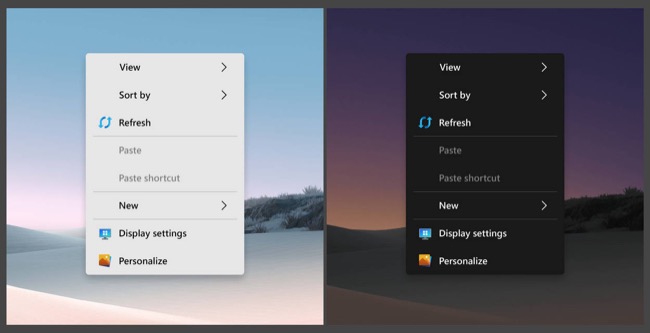 View
Sort by
Refresh
Paste
Paste shortcut
New
Display settings
Personalize
View
Sort by
Refresh
Paste
Paste shortcut
New
Display settings
Personalize